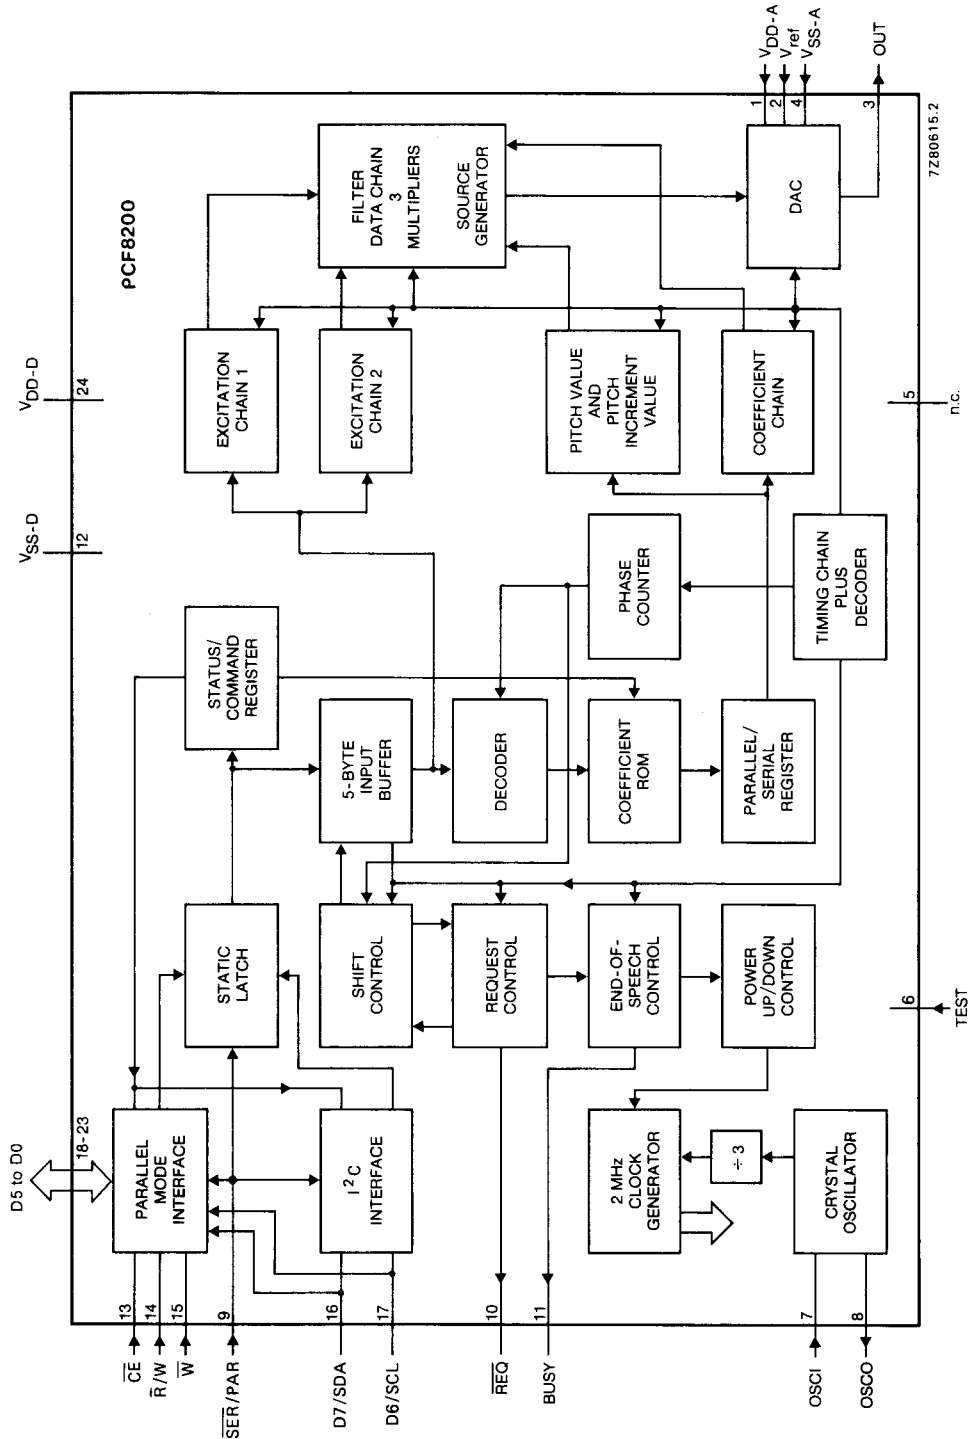 PCF8200
D5 to D0
18-23
VSS-D
12
VDD-D
24
CE
13
R/W
14
W
15
SER/PAR
9
D7/SDA
16
D6/SCL
17
REQ
10
BUSY
11
OSCI
7
OSCO
8
PARALLEL
MODE
INTERFACE
I²C
INTERFACE
2 MHz
CLOCK
GENERATOR
÷ 3
CRYSTAL
OSCILLATOR
STATIC
LATCH
SHIFT
CONTROL
REQUEST
CONTROL
END-OF-
SPEECH
CONTROL
POWER
UP/DOWN
CONTROL
STATUS/
COMMAND
REGISTER
5-BYTE
INPUT
BUFFER
DECODER
COEFFICIENT
ROM
PARALLEL/
SERIAL
REGISTER
PHASE
COUNTER
TIMING CHAIN
PLUS
DECODER
EXCITATION
CHAIN 1
EXCITATION
CHAIN 2
PITCH VALUE
AND
PITCH
INCREMENT
VALUE
COEFFICIENT
CHAIN
FILTER
DATA CHAIN
3
MULTIPLIERS
SOURCE
GENERATOR
DAC
1
VDD-A
2
Vref
4
VSS-A
3
OUT
6
TEST
5
n.c.
7Z80615.2